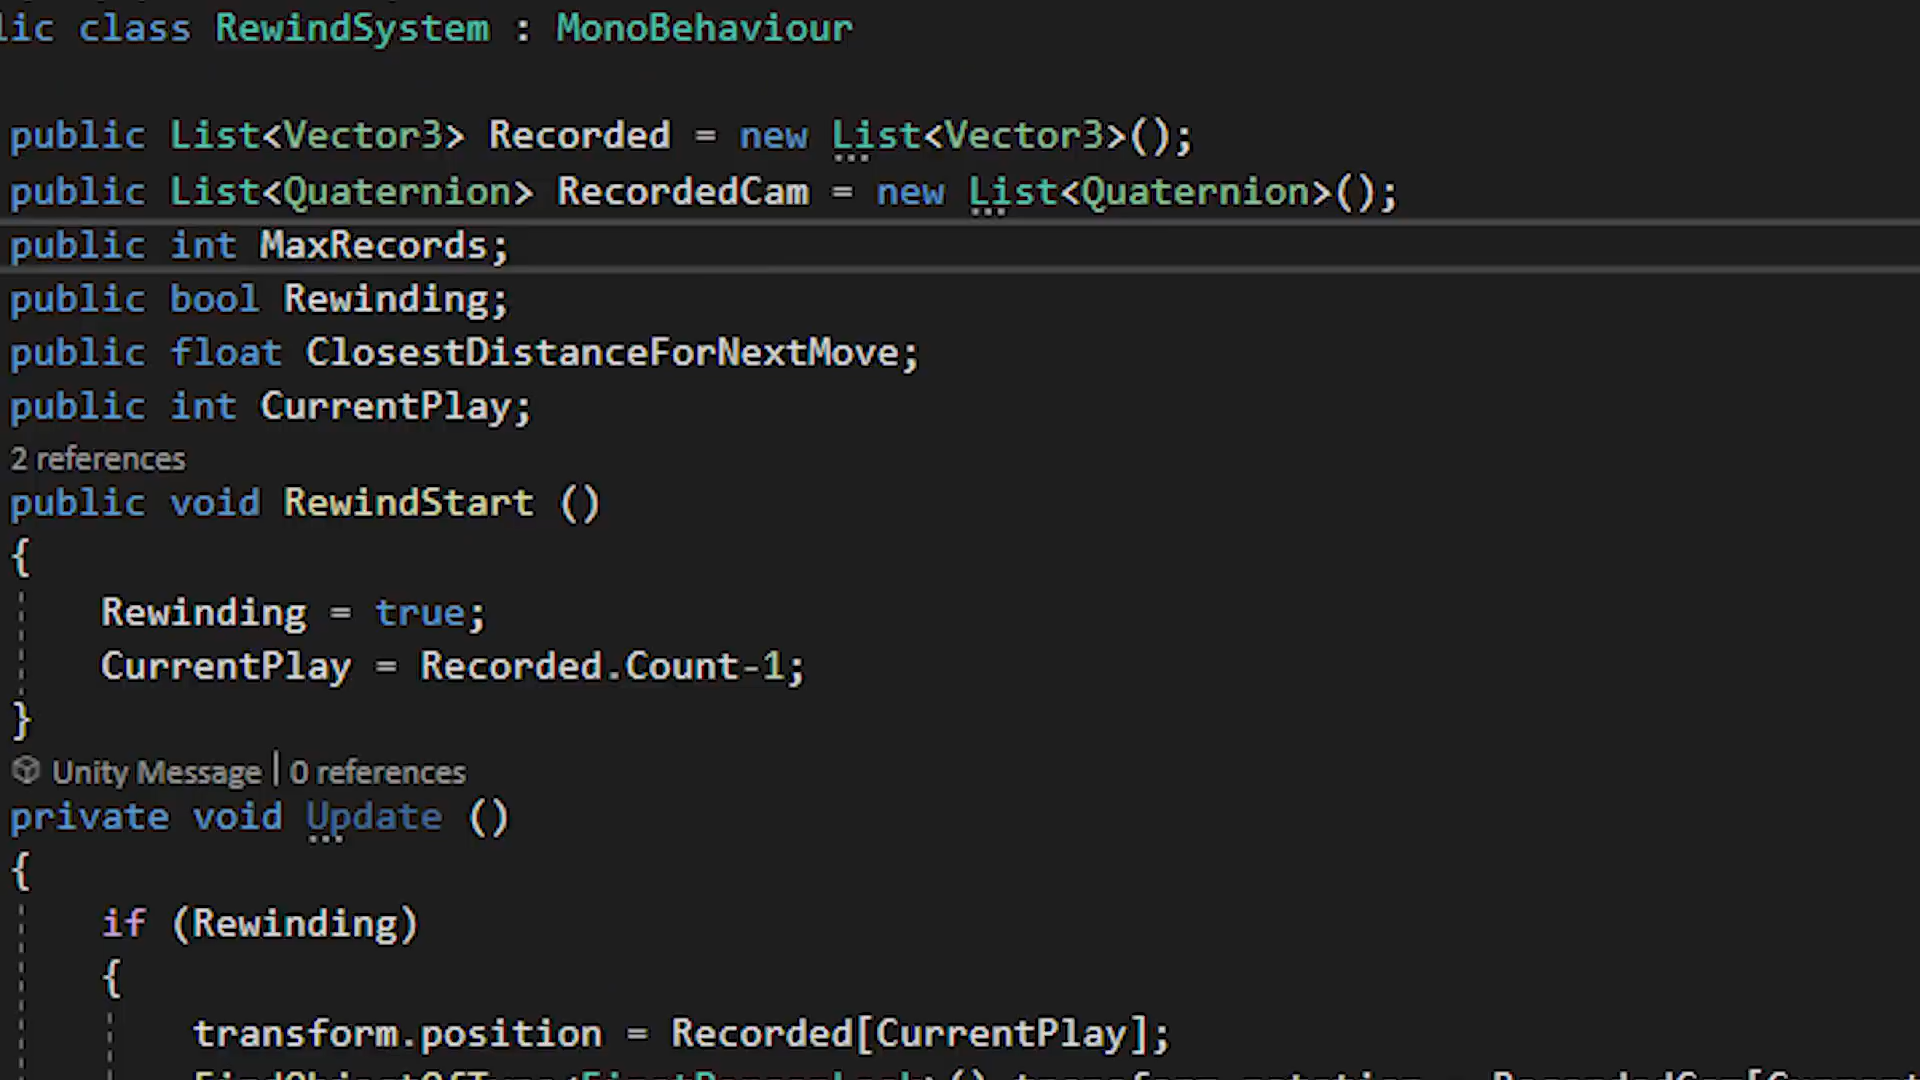 lic class RewindSystem : MonoBehaviour
public List<Vector3> Recorded = new List<Vector3>();
public List<Quaternion> RecordedCam = new List<Quaternion>();
public int MaxRecords;
public bool Rewinding;
public float ClosestDistanceForNextMove;
public int CurrentPlay;
2 references
public void RewindStart ()
{
Rewinding = true;
CurrentPlay = Recorded.Count-1;
}
Unity Message | 0 references
private void Update ()
{
if (Rewinding)
{
transform.position = Recorded[CurrentPlay];